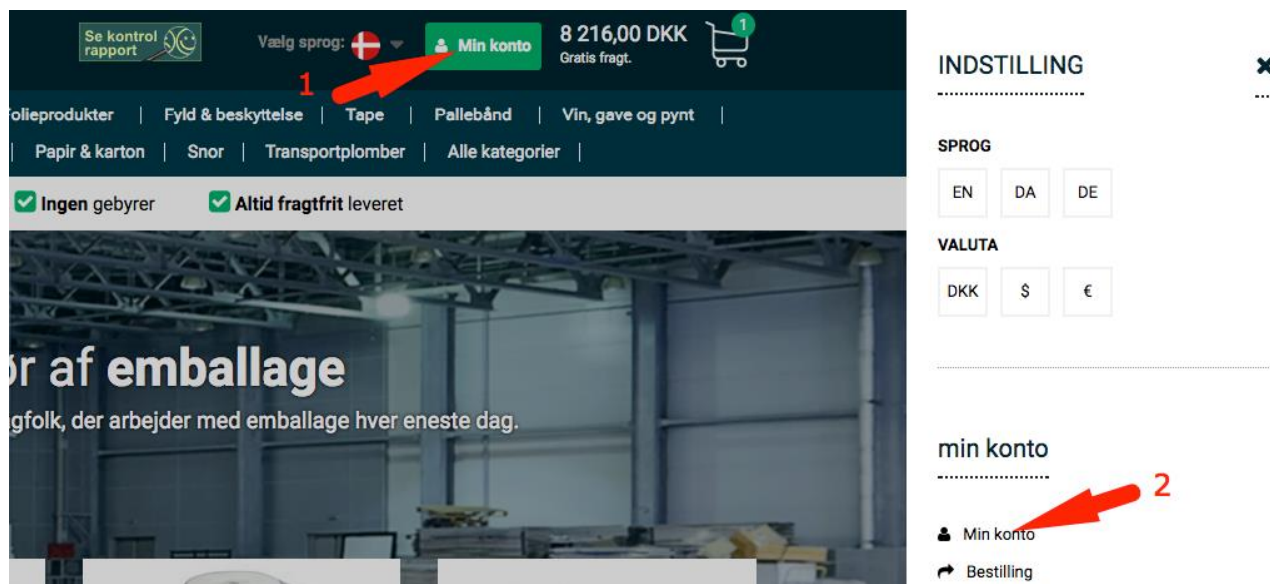 Se kontrol
rapport
Vælg sprog:
Min konto
8 216,00 DKK
Gratis fragt.
1
1
olieprodukter | Fyld & beskyttelse | Tape | Pallebånd | Vin, gave og pynt |
| Papir & karton | Snor | Transportplomber | Alle kategorier |
Ingen gebyrer
Altid fragtfrit leveret
ør af emballage
gfolk, der arbejder med emballage hver eneste dag.
INDSTILLING
SPROG
EN DA DE
VALUTA
DKK $ €
min konto
2
Min konto
Bestilling